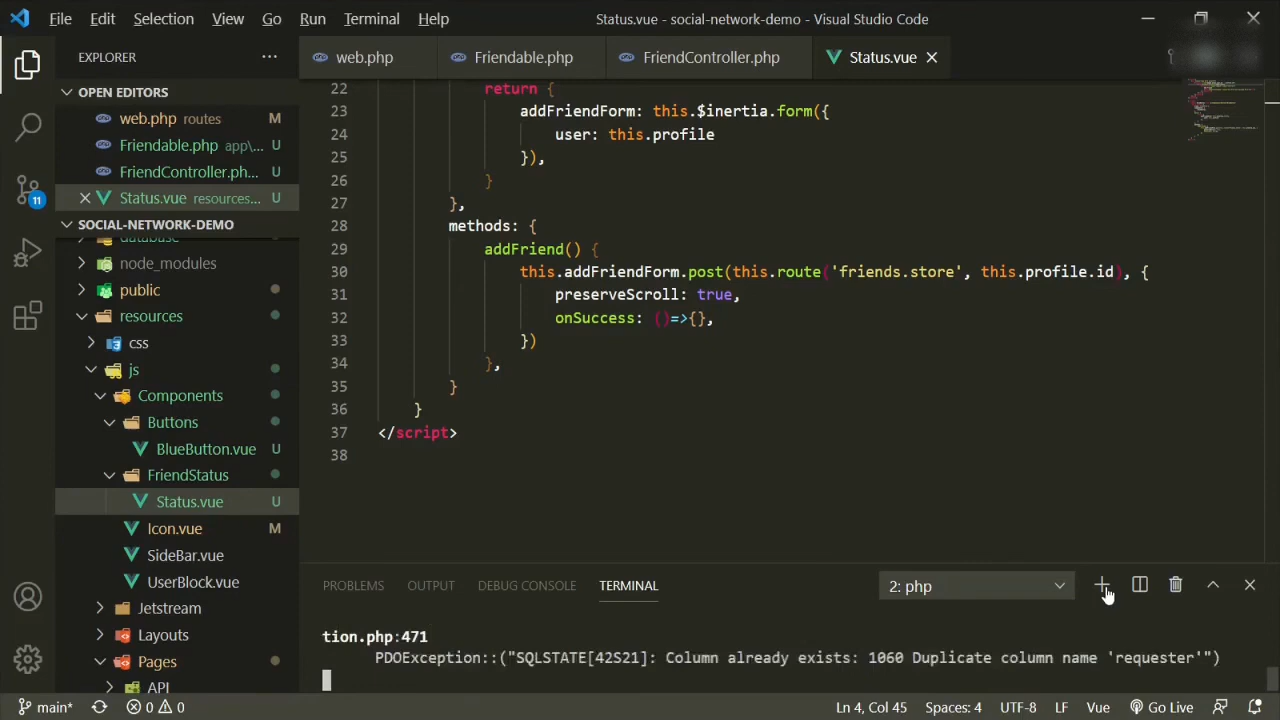 File Edit Selection View Go Run Terminal Help Status.vue - social-network-demo - Visual Studio Code
EXPLORER
web.php Friendable.php FriendController.php Status.vue
OPEN EDITORS
web.php routes M
Friendable.php app\... U
FriendController.ph... U
Status.vue resources... U
SOCIAL-NETWORK-DEMO
database
node_modules
public
resources
css
js
Components
Buttons
BlueButton.vue U
FriendStatus
Status.vue U
Icon.vue M
SideBar.vue
UserBlock.vue
Jetstream
Layouts
Pages
API
11
22 return {
23 addFriendForm: this.$inertia.form({
24 user: this.profile
25 }),
26 }
27 },
28 methods: {
29 addFriend() {
30 this.addFriendForm.post(this.route('friends.store', this.profile.id), {
31 preserveScroll: true,
32 onSuccess: ()=>{},
33 })
34 },
35 }
36 }
37 </script>
38
PROBLEMS OUTPUT DEBUG CONSOLE TERMINAL 2: php
tion.php:471
PDOException::("SQLSTATE[42S21]: Column already exists: 1060 Duplicate column name 'requester'")
main* 0 0 Ln 4, Col 45 Spaces: 4 UTF-8 LF Vue Go Live